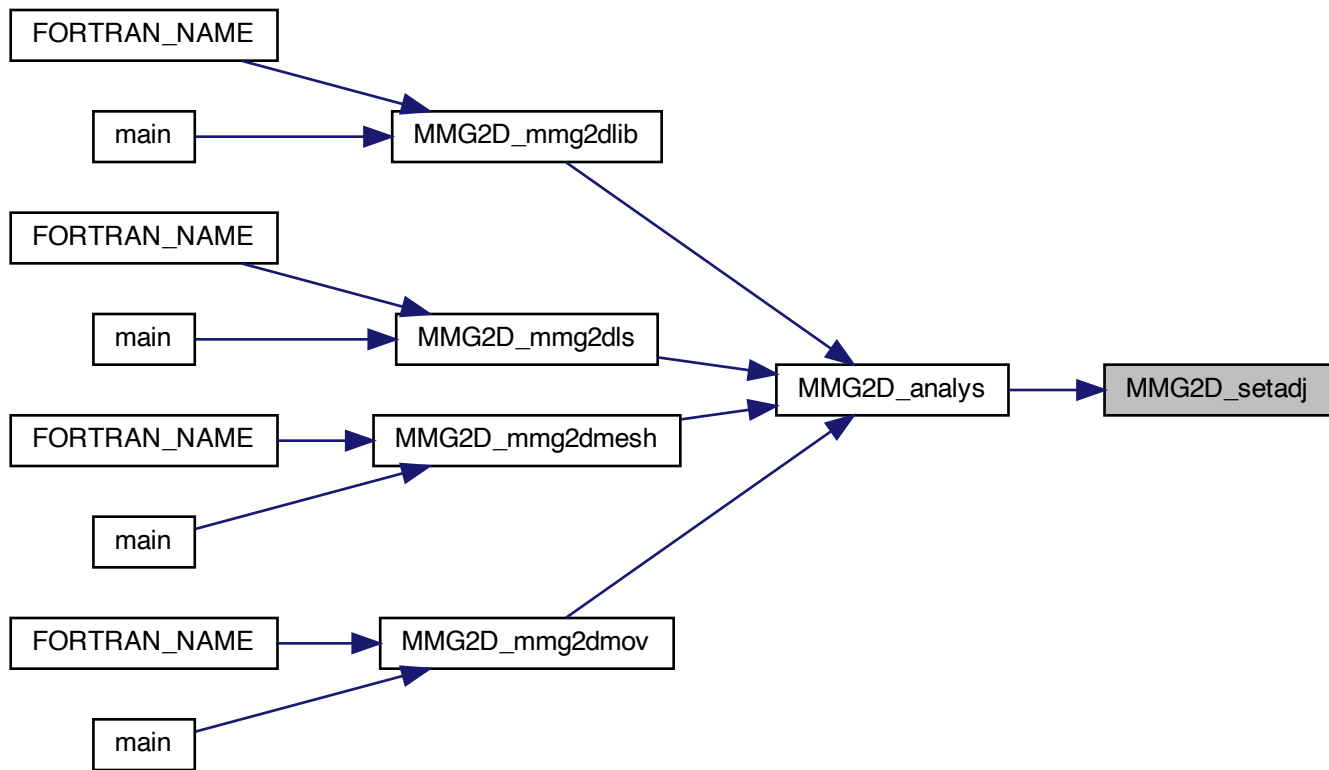 FORTRAN_NAME
main
MMG2D_mmg2dlib
FORTRAN_NAME
main
MMG2D_mmg2dls
MMG2D_analys
MMG2D_setadj
FORTRAN_NAME
MMG2D_mmg2dmesh
main
FORTRAN_NAME
MMG2D_mmg2dmov
main